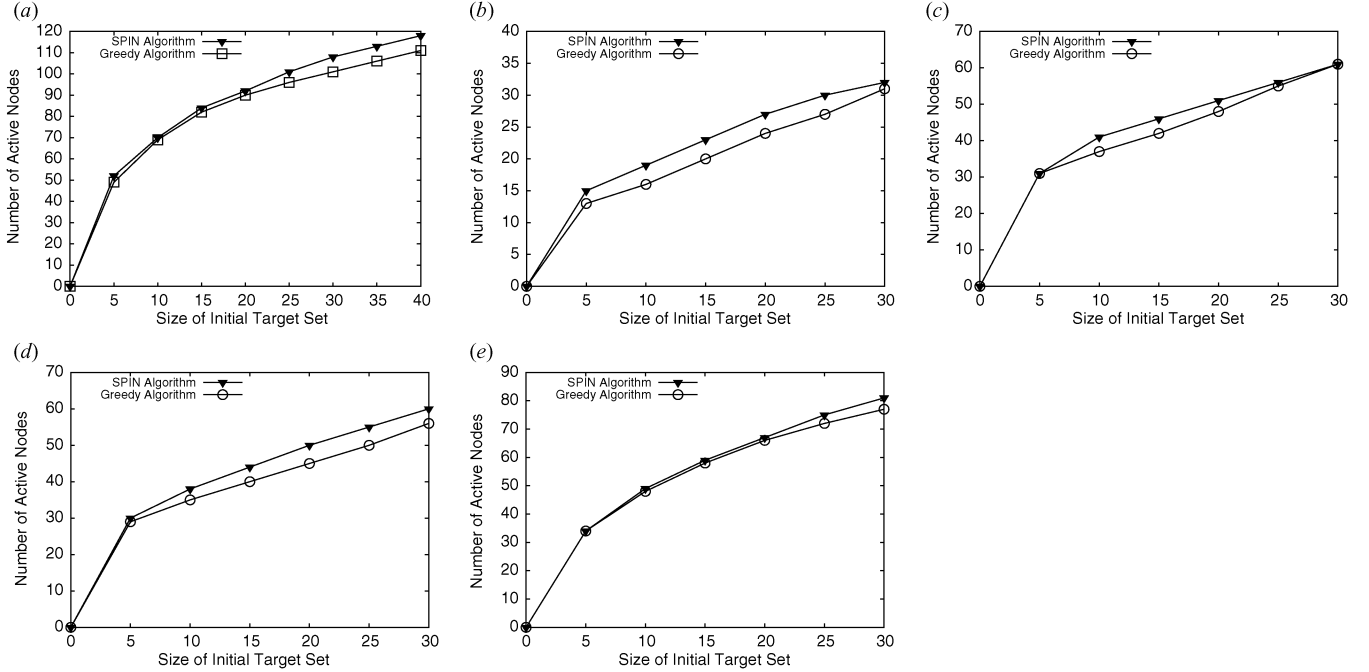 (a)
SPIN Algorithm
Greedy Algorithm
Number of Active Nodes
120
110
100
90
80
70
60
50
40
30
20
10
0
0 5 10 15 20 25 30 35 40
Size of Initial Target Set
(b)
SPIN Algorithm
Greedy Algorithm
Number of Active Nodes
40
35
30
25
20
15
10
5
0
0 5 10 15 20 25 30
Size of Initial Target Set
(c)
SPIN Algorithm
Greedy Algorithm
Number of Active Nodes
70
60
50
40
30
20
10
0
0 5 10 15 20 25 30
Size of Initial Target Set
(d)
SPIN Algorithm
Greedy Algorithm
Number of Active Nodes
70
60
50
40
30
20
10
0
0 5 10 15 20 25 30
Size of Initial Target Set
(e)
SPIN Algorithm
Greedy Algorithm
Number of Active Nodes
90
80
70
60
50
40
30
20
10
0
0 5 10 15 20 25 30
Size of Initial Target Set